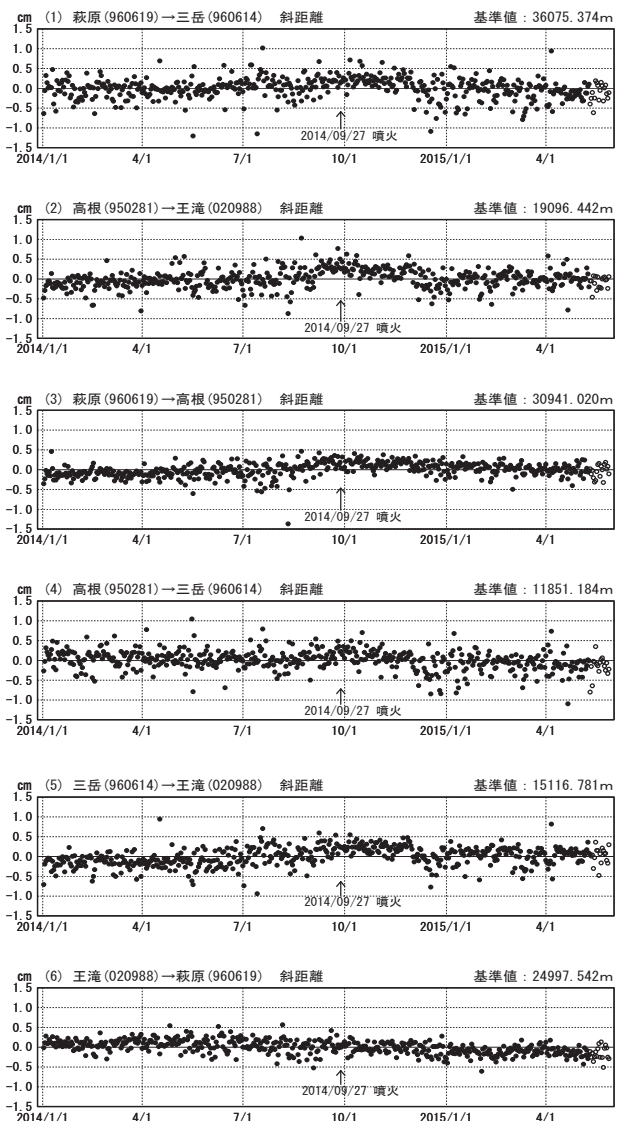 cm (1) 萩原(960619)→三岳(960614) 斜距離 基準値:36075.374m
1.5
1.0
0.5
0.0
-0.5
-1.0
-1.5
2014/09/27 噴火
2014/1/1 4/1 7/1 10/1 2015/1/1 4/1
cm (2) 高根(950281)→王滝(020988) 斜距離 基準値:19096.442m
1.5
1.0
0.5
0.0
-0.5
-1.0
-1.5
2014/09/27 噴火
2014/1/1 4/1 7/1 10/1 2015/1/1 4/1
cm (3) 萩原(960619)→高根(950281) 斜距離 基準値:30941.020m
1.5
1.0
0.5
0.0
-0.5
-1.0
-1.5
2014/09/27 噴火
2014/1/1 4/1 7/1 10/1 2015/1/1 4/1
cm (4) 高根(950281)→三岳(960614) 斜距離 基準値:11851.184m
1.5
1.0
0.5
0.0
-0.5
-1.0
-1.5
2014/09/27 噴火
2014/1/1 4/1 7/1 10/1 2015/1/1 4/1
cm (5) 三岳(960614)→王滝(020988) 斜距離 基準値:15116.781m
1.5
1.0
0.5
0.0
-0.5
-1.0
-1.5
2014/09/27 噴火
2014/1/1 4/1 7/1 10/1 2015/1/1 4/1
cm (6) 王滝(020988)→萩原(960619) 斜距離 基準値:24997.542m
1.5
1.0
0.5
0.0
-0.5
-1.0
-1.5
2014/09/27 噴火
2014/1/1 4/1 7/1 10/1 2015/1/1 4/1